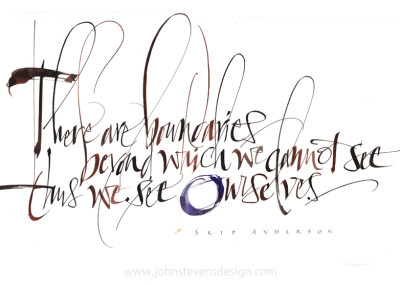 There are boundaries
beyond which we cannot see
thus we see Ourselves.
SKIP ANDERSON
www.johnstevensdesign.com